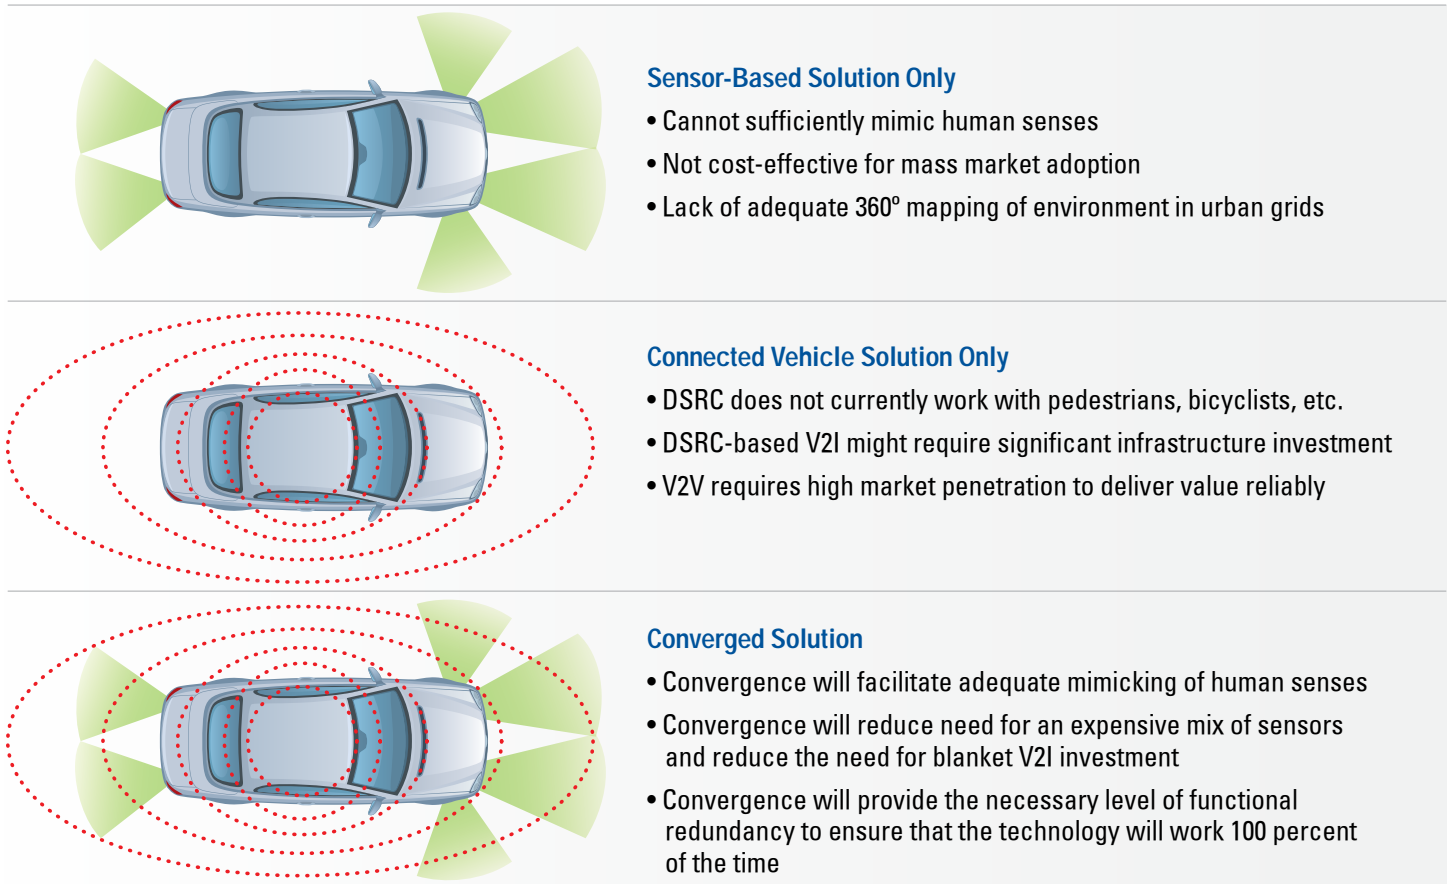 Sensor-Based Solution Only
• Cannot sufficiently mimic human senses
• Not cost-effective for mass market adoption
• Lack of adequate 360º mapping of environment in urban grids
Connected Vehicle Solution Only
• DSRC does not currently work with pedestrians, bicyclists, etc.
• DSRC-based V2I might require significant infrastructure investment
• V2V requires high market penetration to deliver value reliably
Converged Solution
• Convergence will facilitate adequate mimicking of human senses
• Convergence will reduce need for an expensive mix of sensors
and reduce the need for blanket V2I investment
• Convergence will provide the necessary level of functional
redundancy to ensure that the technology will work 100 percent
of the time